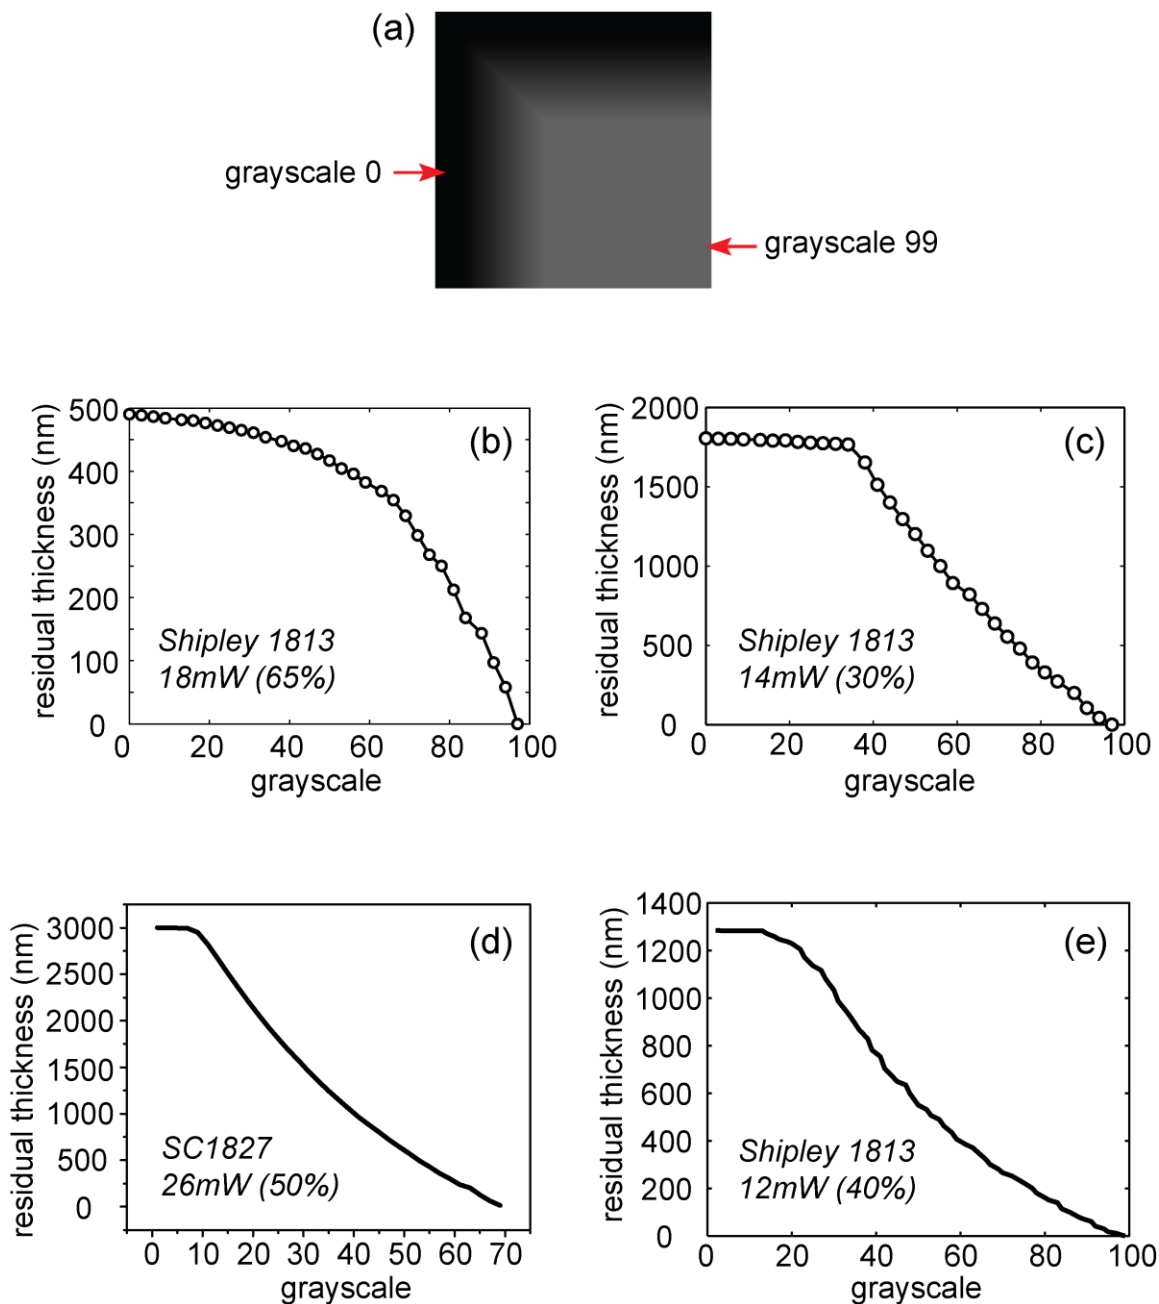 (a)
grayscale 0
grayscale 99
500
400
300
200
100
0
0 20 40 60 80 100
residual thickness (nm)
grayscale
(b)
Shipley 1813
18mW (65%)
2000
1500
1000
500
0
0 20 40 60 80 100
residual thickness (nm)
grayscale
(c)
Shipley 1813
14mW (30%)
3000
2500
2000
1500
1000
500
0
0 10 20 30 40 50 60 70
residual thickness (nm)
grayscale
(d)
SC1827
26mW (50%)
1400
1200
1000
800
600
400
200
0
0 20 40 60 80 100
residual thickness (nm)
grayscale
(e)
Shipley 1813
12mW (40%)